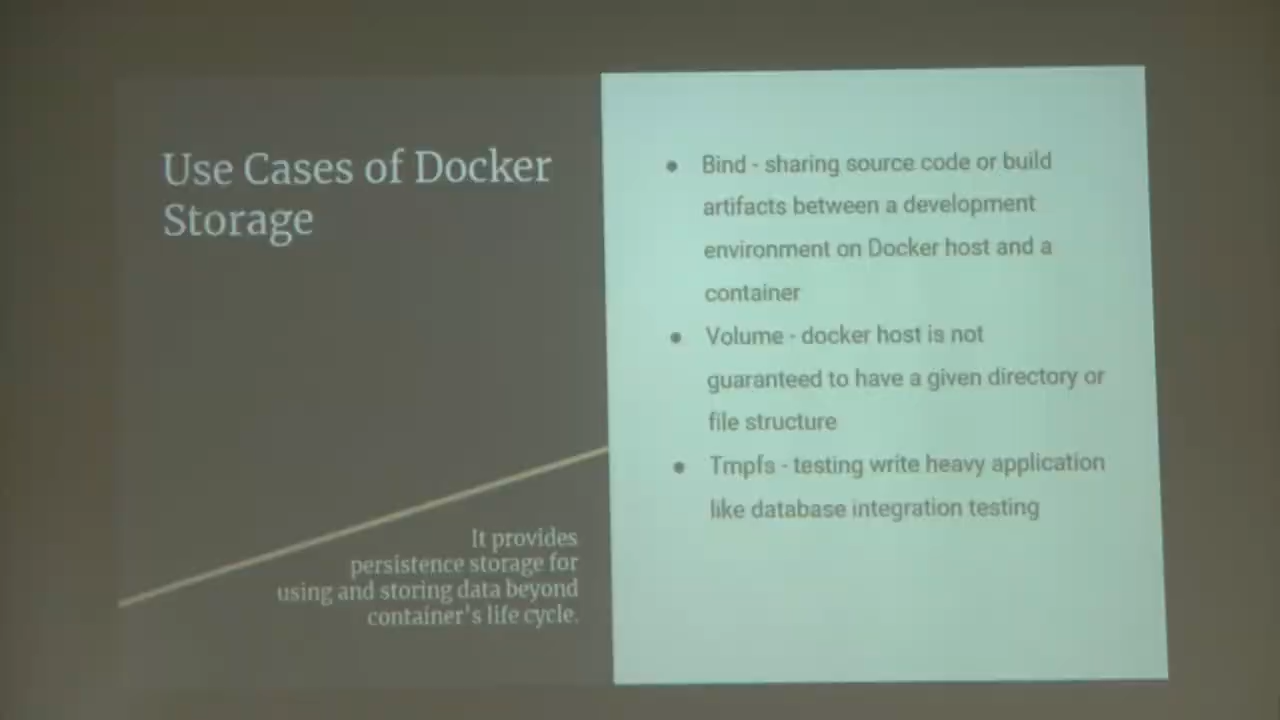 Use Cases of Docker
Storage
It provides
persistence storage for
using and storing data beyond
container's life cycle.
● Bind - sharing source code or build
artifacts between a development
environment on Docker host and a
container
● Volume - docker host is not
guaranteed to have a given directory or
file structure
● Tmpfs - testing write heavy application
like database integration testing